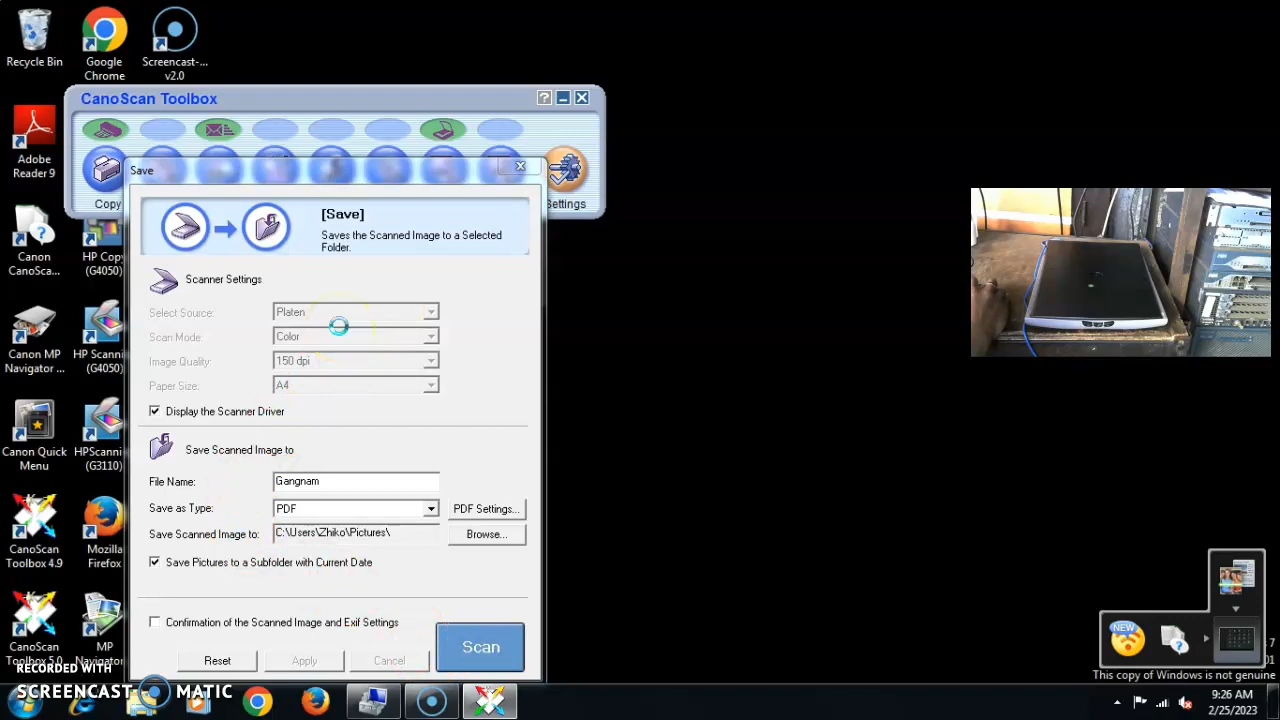 Recycle Bin
Google
Chrome
Screencast-...
v2.0
CanoScan Toolbox
Adobe
Reader 9
Save
Copy
Settings
[Save]
Saves the Scanned Image to a Selected
Folder.
Canon
CanoSca...
HP Copy
(G4050)
Scanner Settings
Select Source:
Platen
Scan Mode:
Color
Image Quality:
150 dpi
Paper Size:
A4
Canon MP
Navigator ...
HP Scanni
(G4050)
Display the Scanner Driver
Save Scanned Image to
Canon Quick
Menu
HPScanni
(G3110)
File Name:
Gangnam
Save as Type:
PDF
PDF Settings...
Save Scanned Image to:
C:\Users\Zhiko\Pictures\
Browse...
CanoScan
Toolbox 4.9
Mozilla
Firefox
Save Pictures to a Subfolder with Current Date
Confirmation of the Scanned Image and Exif Settings
CanoScan
Toolbox 5.0
MP
Navigator
Scan
Reset
Apply
Cancel
NEW
7
01
This copy of Windows is not genuine
RECORDED WITH
SCREENCAST MATIC
9:26 AM
2/25/2023